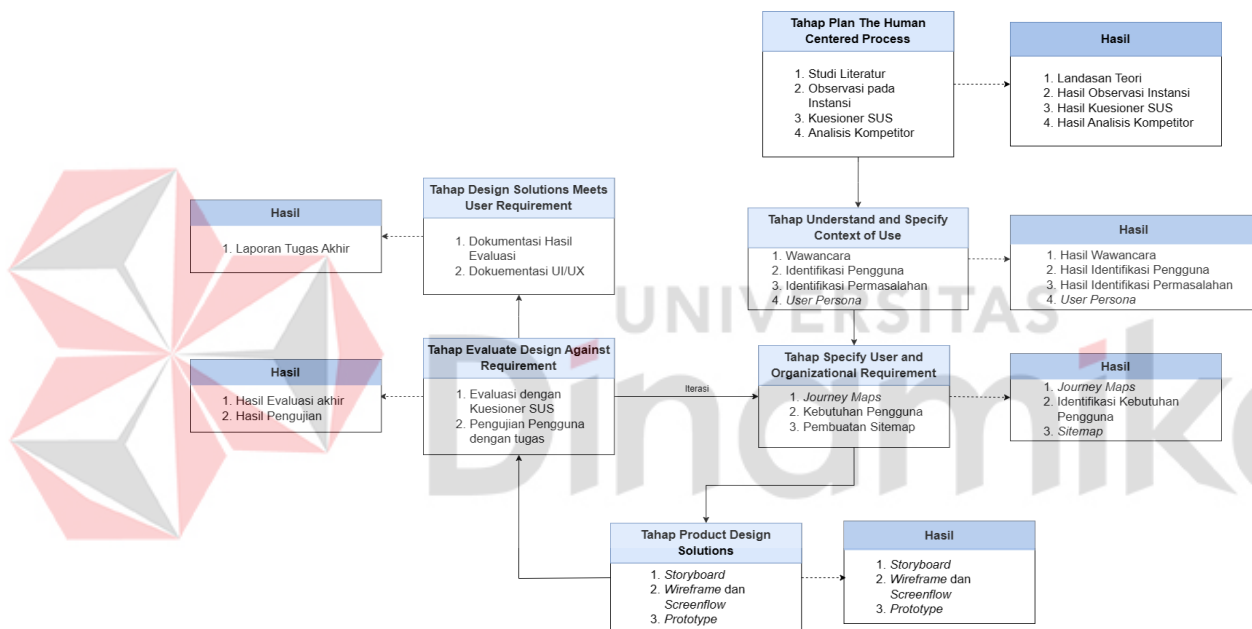 Tahap Plan The Human
Centered Process
1. Studi Literatur
2. Observasi pada
Instansi
3. Kuesioner SUS
4. Analisis Kompetitor
Hasil
1. Landasan Teori
2. Hasil Observasi Instansi
3. Hasil Kuesioner SUS
4. Hasil Analisis Kompetitor
Tahap Understand and Specify
Context of Use
1. Wawancara
2. Identifikasi Pengguna
3. Identifikasi Permasalahan
4. User Persona
Hasil
1. Hasil Wawancara
2. Hasil Identifikasi Pengguna
3. Hasil Identifikasi Permasalahan
4. User Persona
Tahap Design Solutions Meets
User Requirement
1. Dokumentasi Hasil
Evaluasi
2. Dokuementasi UI/UX
Hasil
1. Laporan Tugas Akhir
UNIVERSITAS
Dinamika
Tahap Evaluate Design Against
Requirement
1. Evaluasi dengan
Kuesioner SUS
2. Pengujian Pengguna
dengan tugas
Hasil
1. Hasil Evaluasi akhir
2. Hasil Pengujian
Iterasi
Tahap Specify User and
Organizational Requirement
1. Journey Maps
2. Kebutuhan Pengguna
3. Pembuatan Sitemap
Hasil
1. Journey Maps
2. Identifikasi Kebutuhan
Pengguna
3. Sitemap
Tahap Product Design
Solutions
1. Storyboard
2. Wireframe dan
Screenflow
3. Prototype
Hasil
1. Storyboard
2. Wireframe dan
Screenflow
3. Prototype